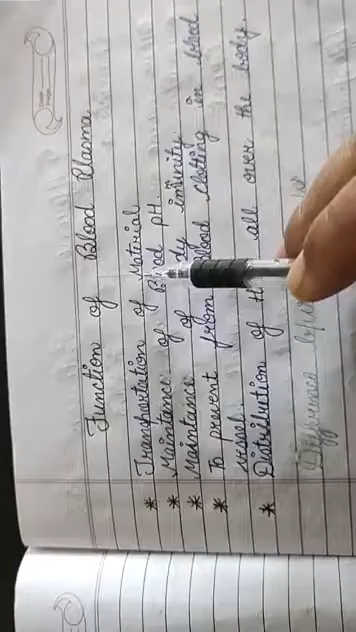 Function of Blood Plasma
* Transportation of Material
* Maintance of Blood pH.
* Maintance of body immunity
* To prevent from Blood clotting in blood
vessel.
* Distribution of all over the body.
Difference